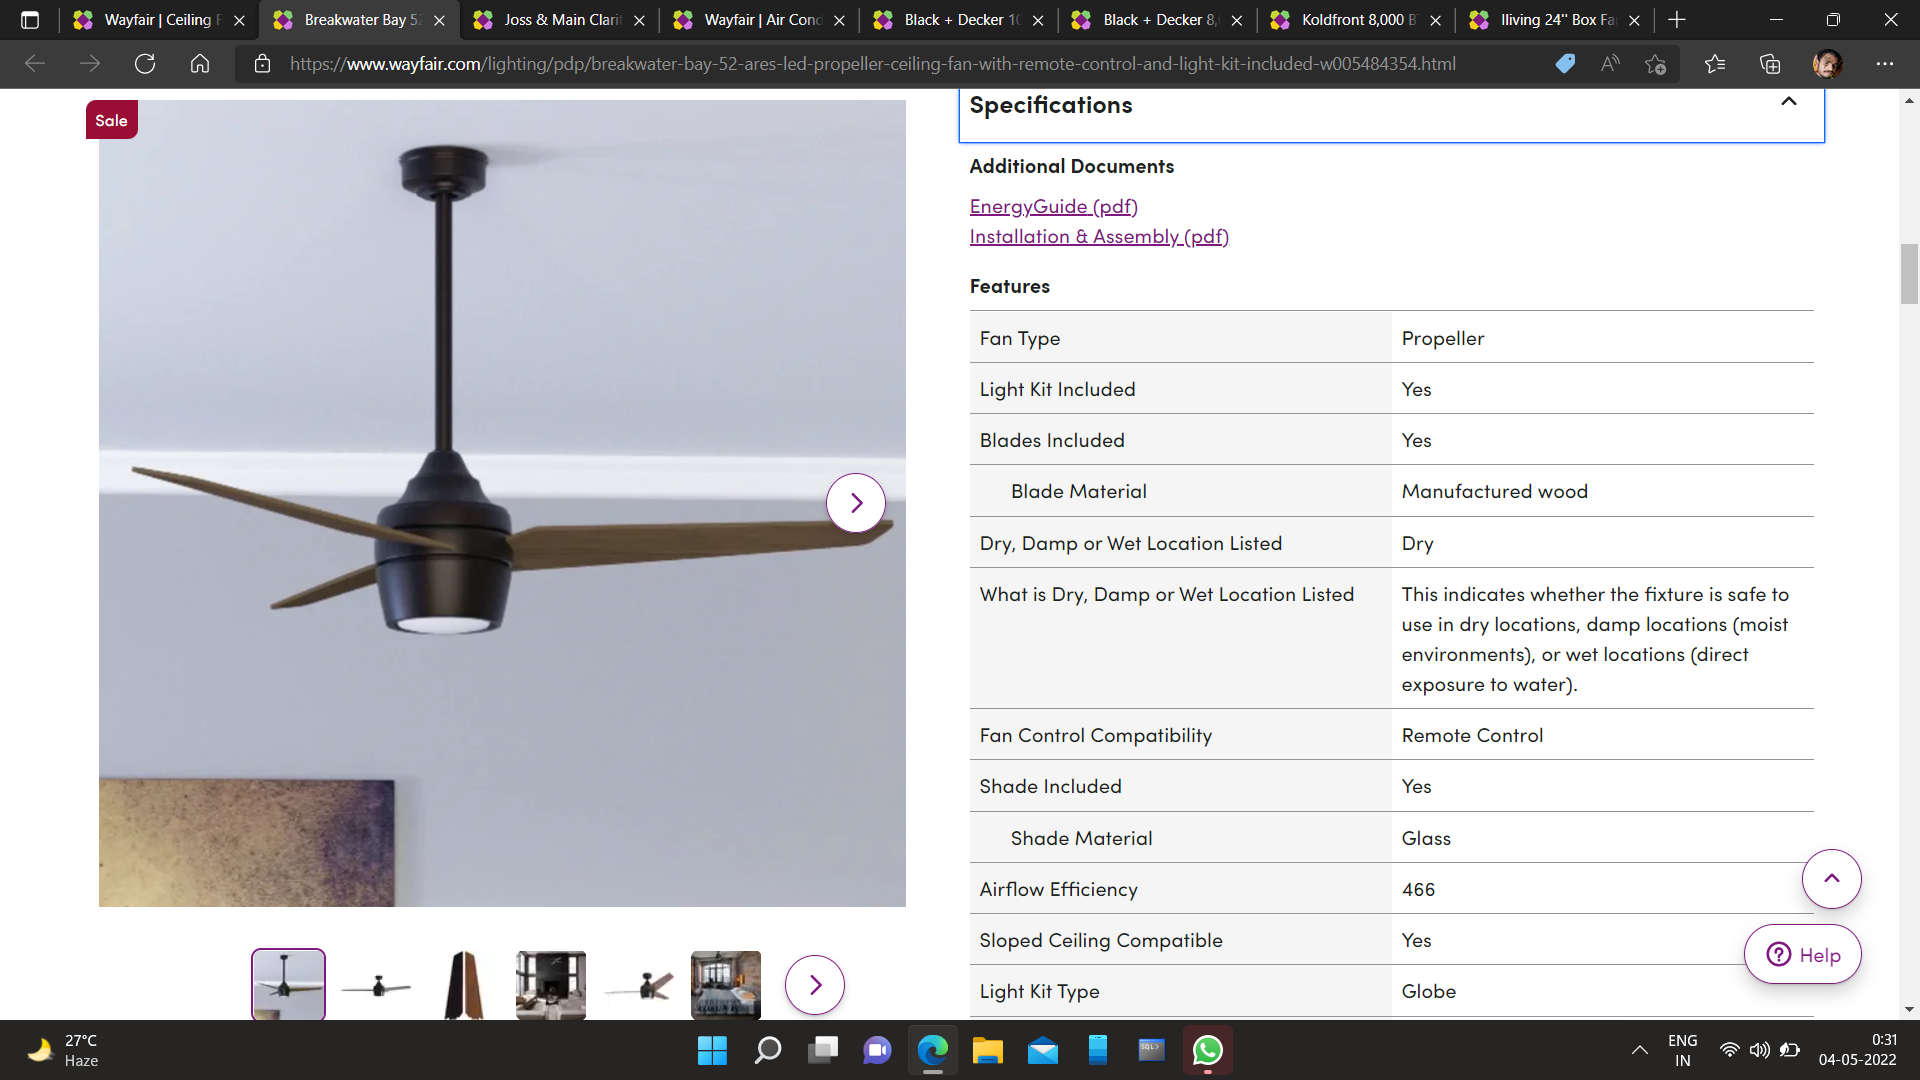 Wayfair | Ceiling F
Breakwater Bay 52
Joss & Main Clarit
Wayfair | Air Cond
Black + Decker 10
Black + Decker 8,0
Koldfront 8,000 B
Iliving 24" Box Fa
https://www.wayfair.com/lighting/pdp/breakwater-bay-52-ares-led-propeller-ceiling-fan-with-remote-control-and-light-kit-included-w005484354.html
Sale
Specifications
Additional Documents
EnergyGuide (pdf)
Installation & Assembly (pdf)
Features
Fan Type Propeller
Light Kit Included Yes
Blades Included Yes
Blade Material Manufactured wood
Dry, Damp or Wet Location Listed Dry
What is Dry, Damp or Wet Location Listed This indicates whether the fixture is safe to
use in dry locations, damp locations (moist
environments), or wet locations (direct
exposure to water).
Fan Control Compatibility Remote Control
Shade Included Yes
Shade Material Glass
Airflow Efficiency 466
Sloped Ceiling Compatible Yes
Help
Light Kit Type Globe
27°C
Haze
SQL>
ENG
IN
0:31
04-05-2022